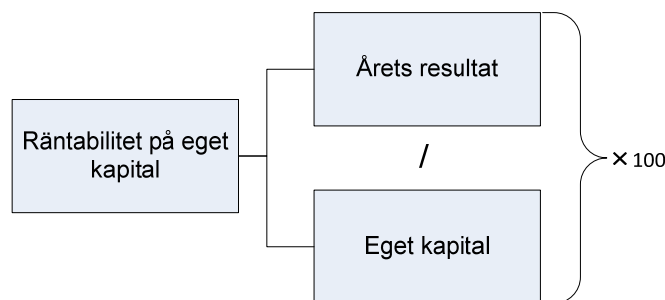 Årets resultat
Räntabilitet på eget
kapital
/
× 100
Eget kapital